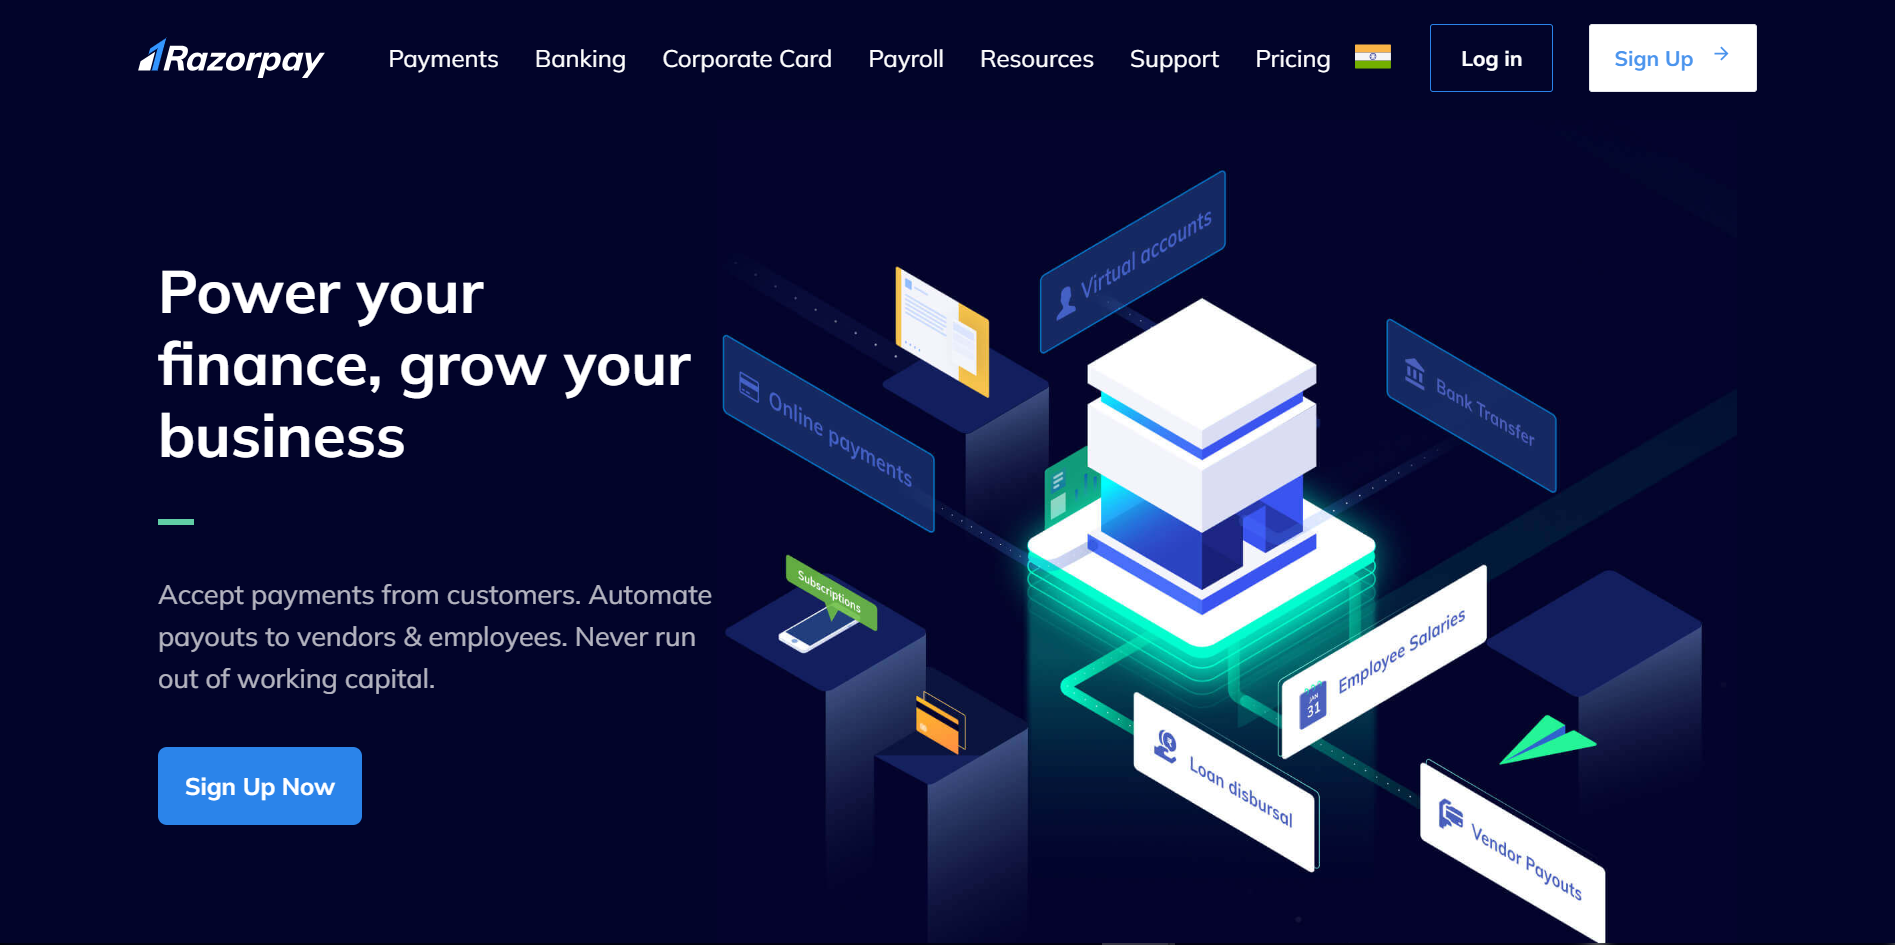 Razorpay
Payments
Banking
Corporate Card
Payroll
Resources
Support
Pricing
Log in
Sign Up
Power your
finance, grow your
business
Accept payments from customers. Automate
payouts to vendors & employees. Never run
out of working capital.
Sign Up Now
Virtual accounts
Online payments
Bank Transfer
Subscriptions
Employee Salaries
JAN
31
Loan disbursal
Vendor Payouts